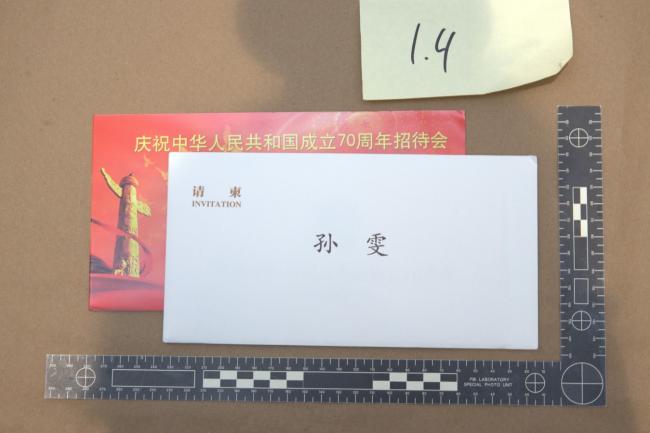 1.4
庆祝中华人民共和国成立70周年招待会
请 柬
INVITATION
孙 雯
FBI LABORATORY
SPECIAL PHOTO UNIT